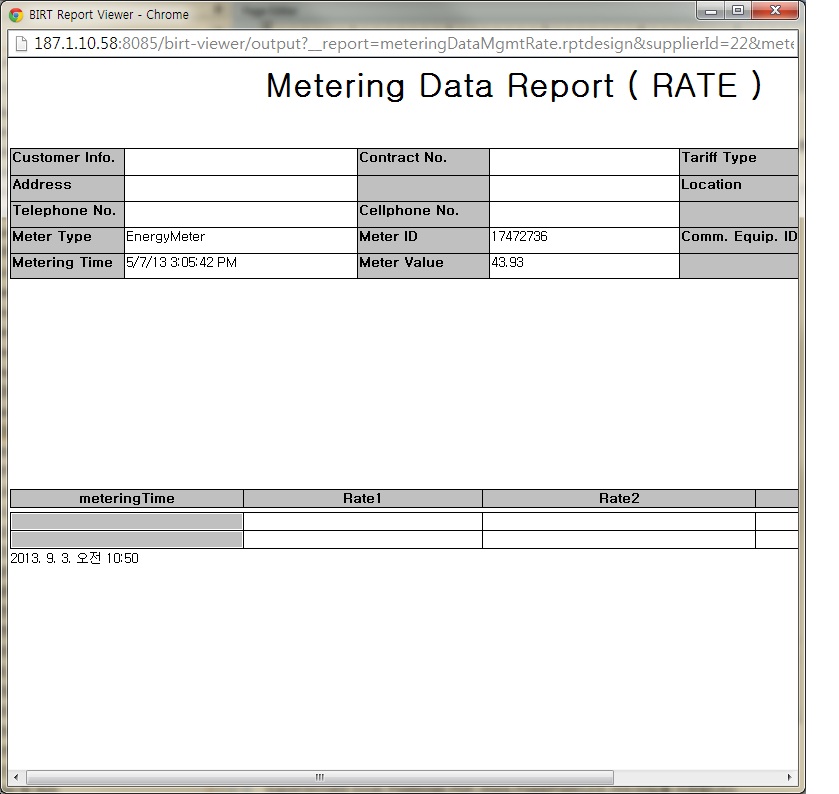 BIRT Report Viewer - Chrome
187.1.10.58:8085/birt-viewer/output?__report=meteringDataMgmtRate.rptdesign&supplierId=22&mete
Metering Data Report ( RATE )
Customer Info. Contract No. Tariff Type
Address Location
Telephone No. Cellphone No.
Meter Type EnergyMeter Meter ID 17472736 Comm. Equip. ID
Metering Time 5/7/13 3:05:42 PM Meter Value 43.93
meteringTime Rate1 Rate2
2013. 9. 3. 오전 10:50